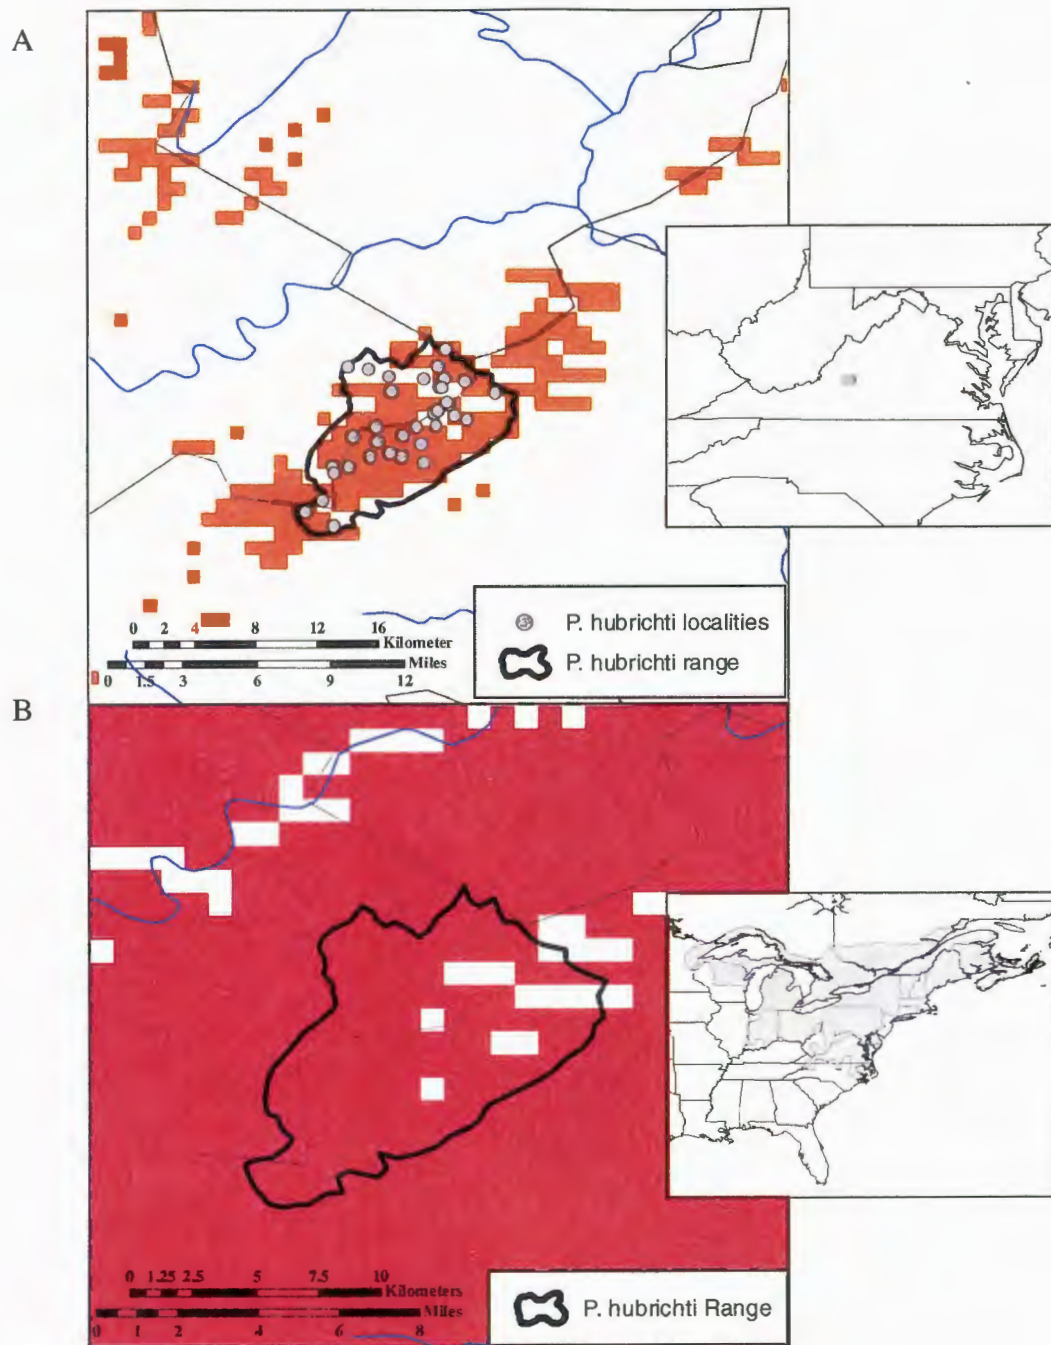 A
P. hubrichti localities
P. hubrichti range
0 2 4 8 12 16
Kilometer
Miles
0 1.5 3 6 9 12
B
0 1.25 2.5 5 7.5 10
Kilometers
Miles
0 1 2 4 6 8
P. hubrichti Range